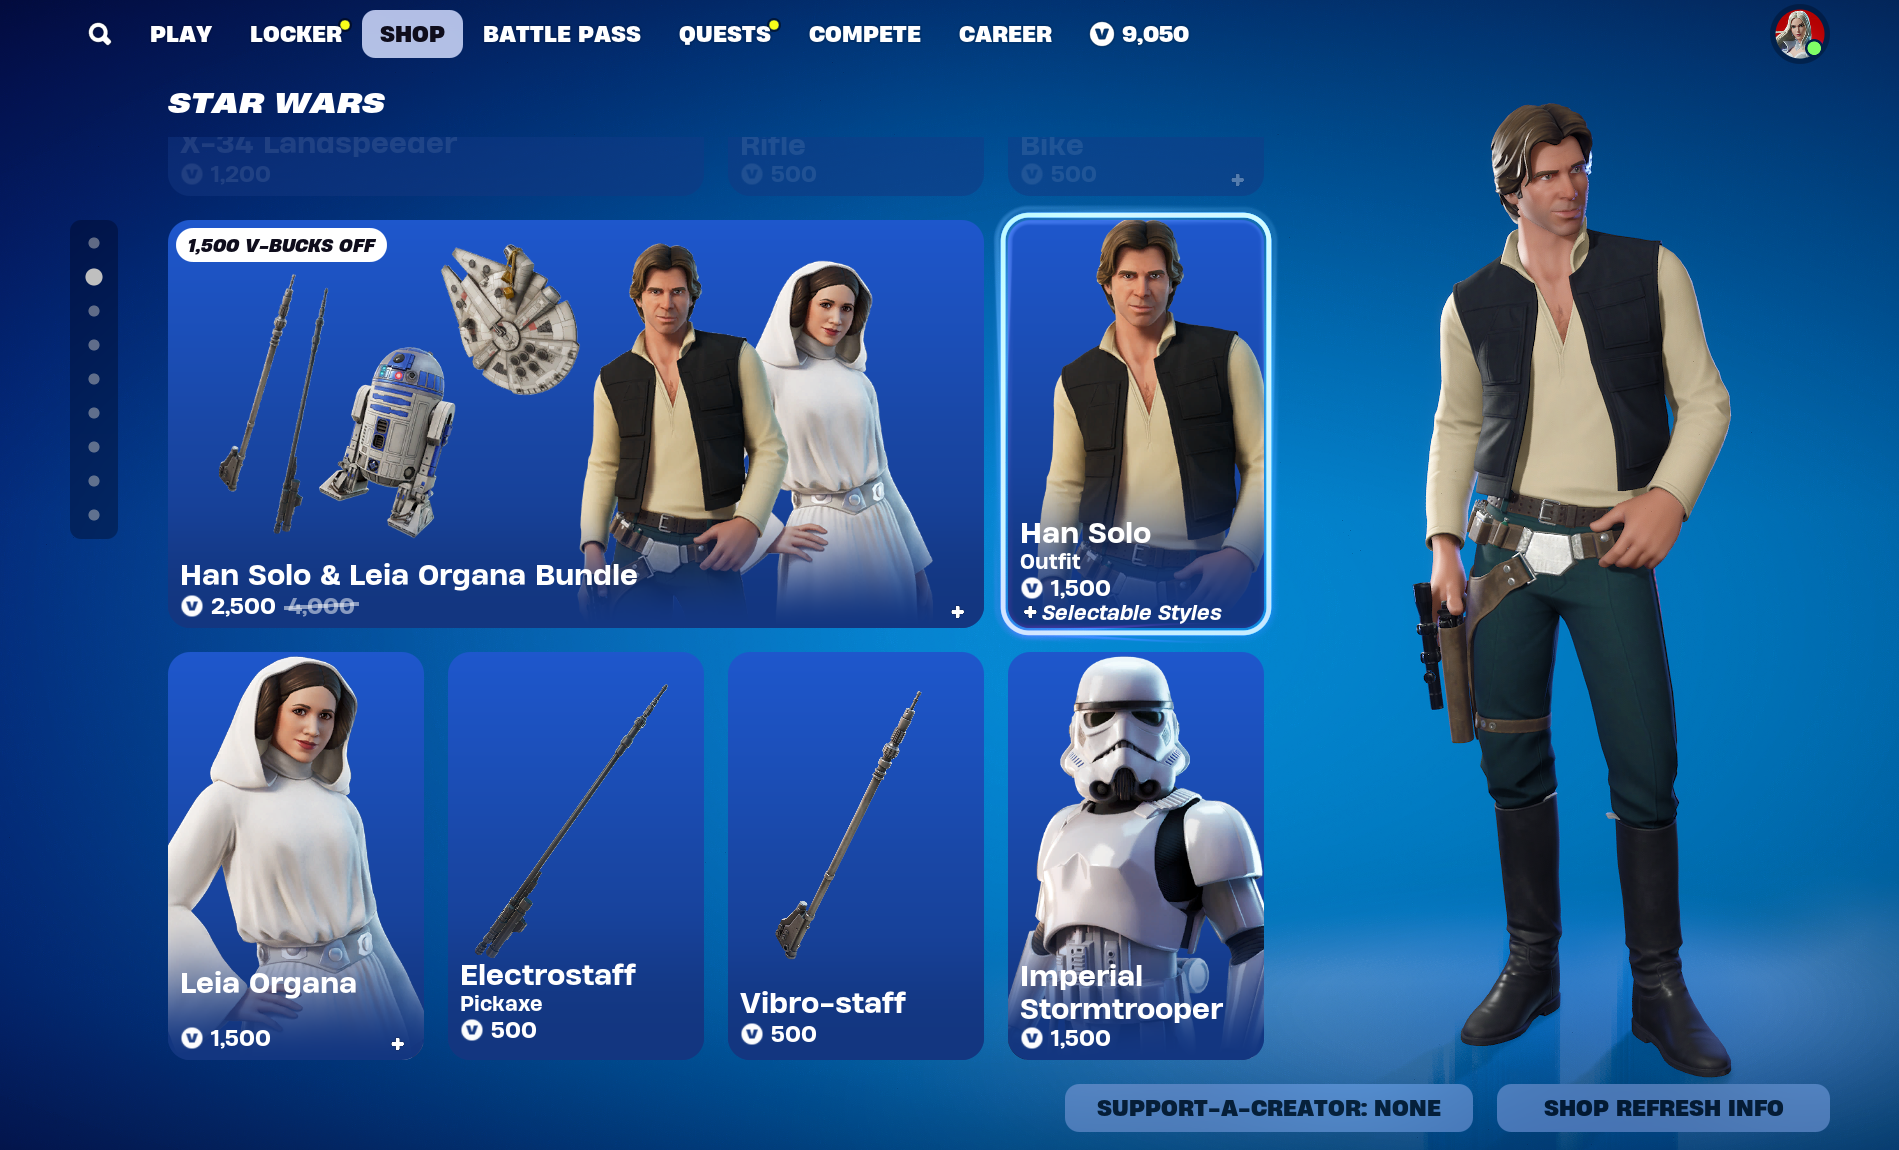 PLAY LOCKER SHOP BATTLE PASS QUESTS COMPETE CAREER 9,050
STAR WARS
X-34 Landspeeder
1,200
Rifle
500
Bike
500
+
1,500 V-BUCKS OFF
Han Solo & Leia Organa Bundle
2,500 4,000
+
Han Solo
Outfit
1,500
+ Selectable Styles
Leia Organa
1,500
+
Electrostaff
Pickaxe
500
Vibro-staff
500
Imperial
Stormtrooper
1,500
SUPPORT-A-CREATOR: NONE
SHOP REFRESH INFO